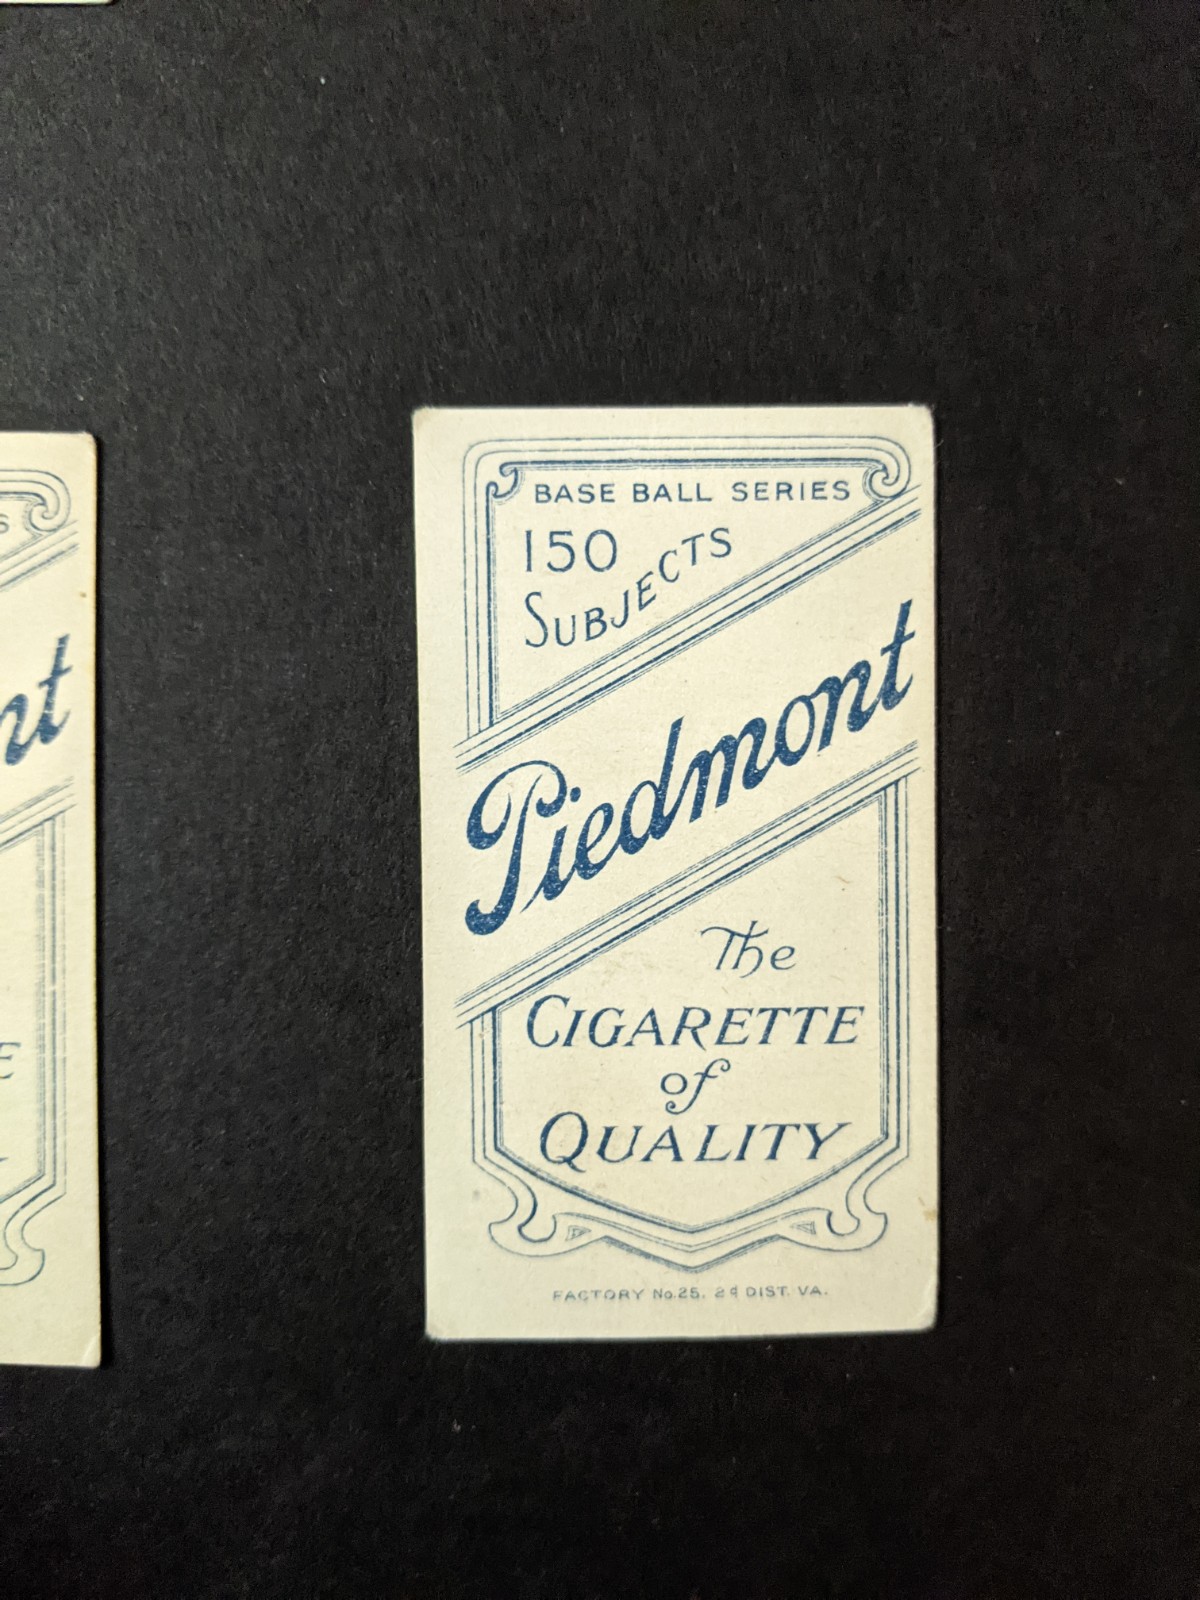 BASE BALL SERIES
150
SUBJECTS
Piedmont
The
CIGARETTE
of
QUALITY
FACTORY No.25. 2d DIST. VA.